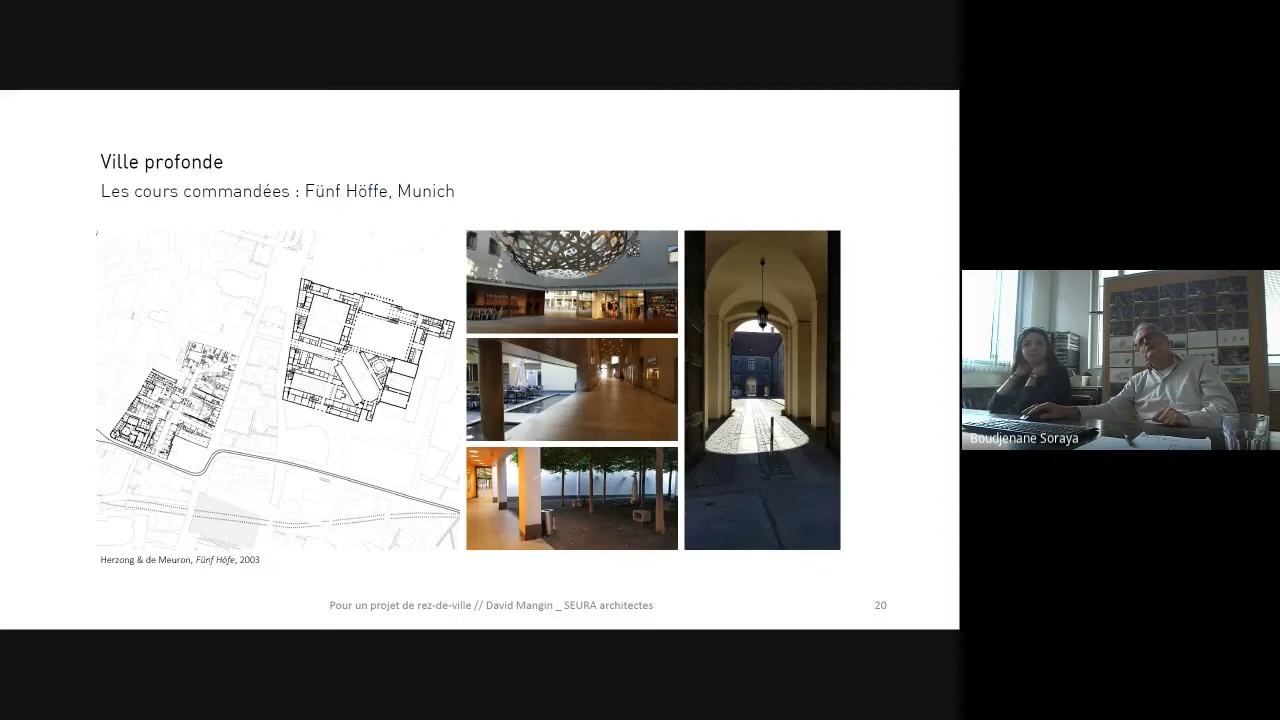 Ville profonde
Les cours commandées : Fünf Höffe, Munich
Herzong & de Meuron, Fünf Höfe, 2003
Pour un projet de rez-de-ville // David Mangin _ SEURA architectes
20
Boudjenane Soraya